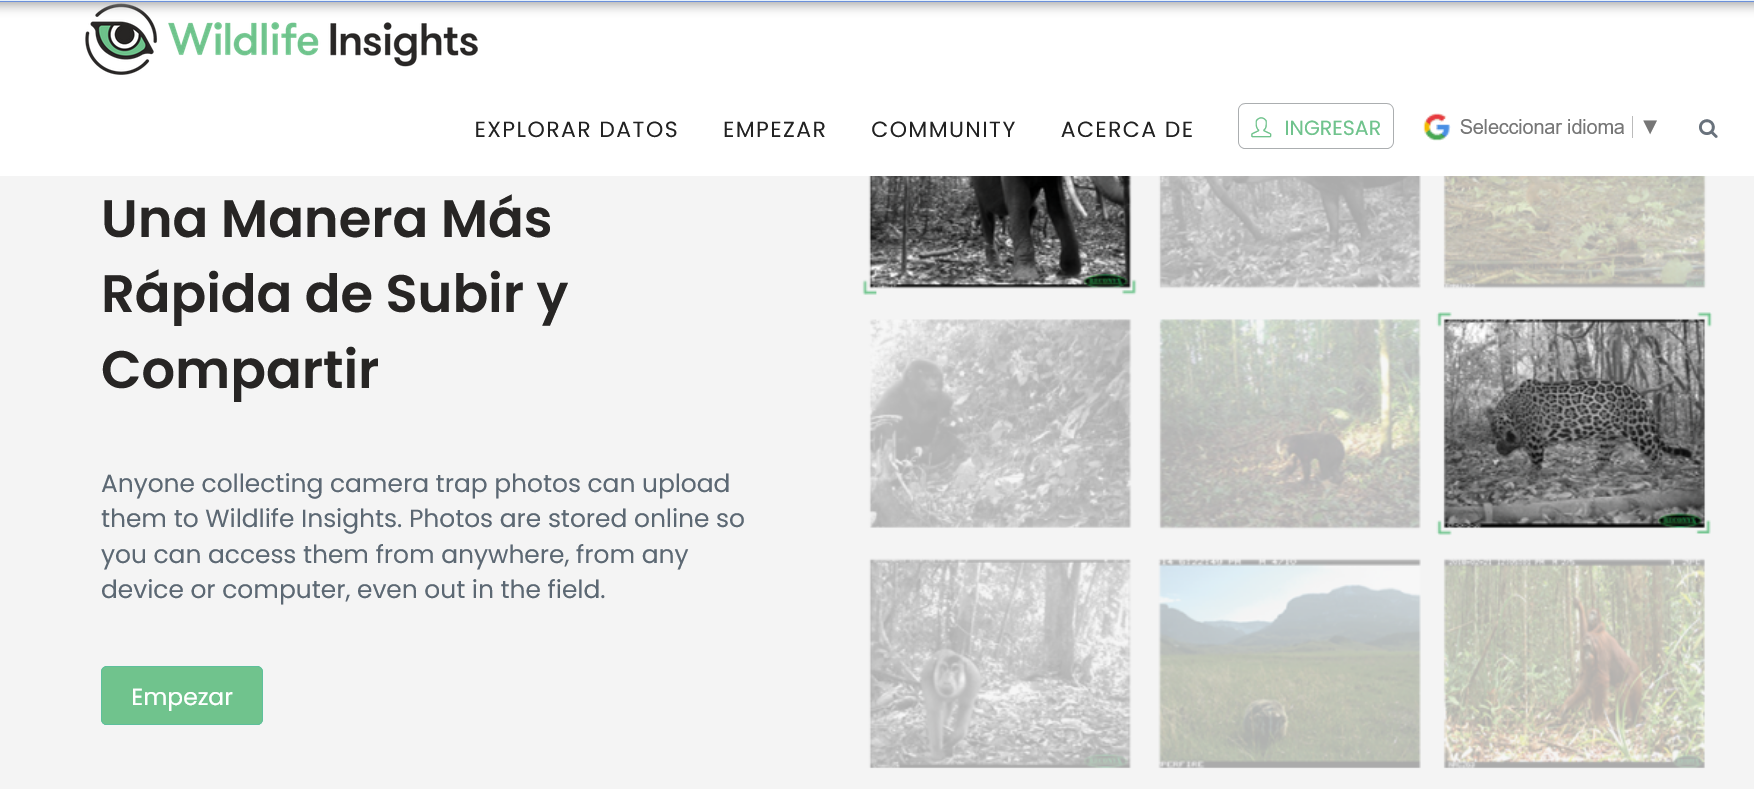 Wildlife Insights
EXPLORAR DATOS EMPEZAR COMMUNITY ACERCA DE INGRESAR Seleccionar idioma ▼
Una Manera Más
Rápida de Subir y
Compartir
Anyone collecting camera trap photos can upload
them to Wildlife Insights. Photos are stored online so
you can access them from anywhere, from any
device or computer, even out in the field.
Empezar